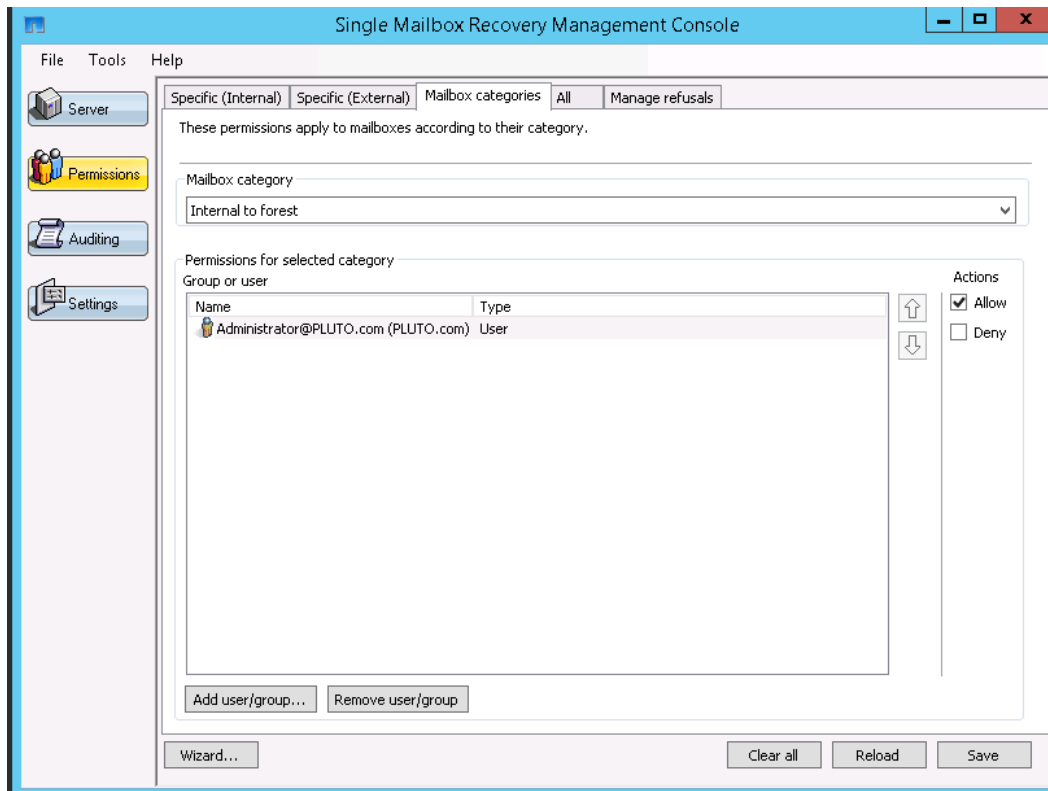 Single Mailbox Recovery Management Console
File Tools Help
Server
Permissions
Auditing
Settings
Specific (Internal) Specific (External) Mailbox categories All Manage refusals
These permissions apply to mailboxes according to their category.
Mailbox category
Internal to forest
Permissions for selected category
Group or user
Actions
Name Type
Allow
Administrator@PLUTO.com (PLUTO.com) User
Deny
Add user/group... Remove user/group
Wizard... Clear all Reload Save